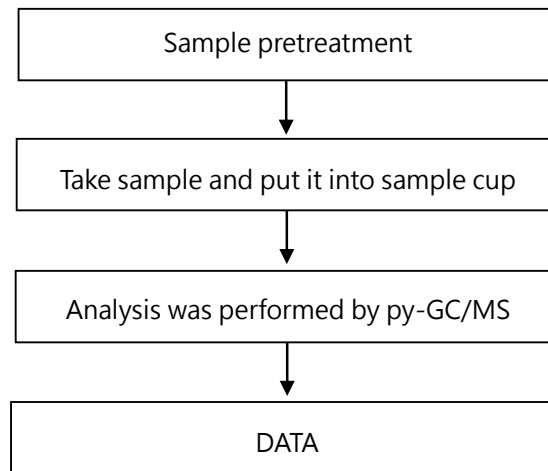 Sample pretreatment
Take sample and put it into sample cup
Analysis was performed by py-GC/MS
DATA